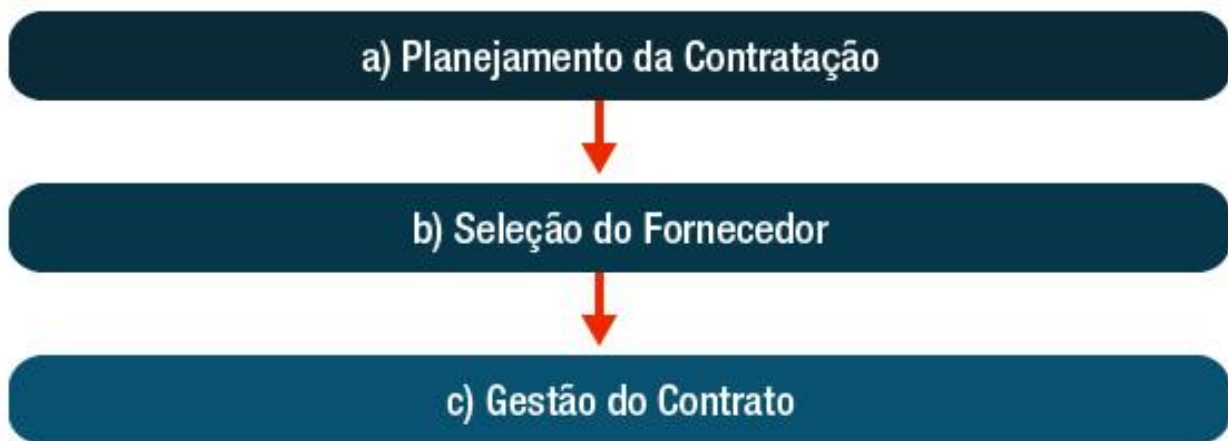 a) Planejamento da Contratação
b) Seleção do Fornecedor
c) Gestão do Contrato